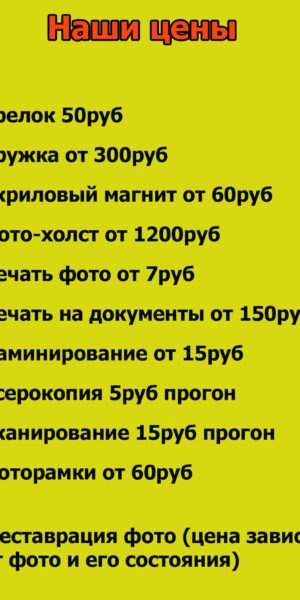 Наши цены
релок 50руб
ружка от 300руб
криловый магнит от 60руб
ото-холст от 1200руб
ечать фото от 7руб
ечать на документы от 150ру
аминирование от 15руб
серокопия 5руб прогон
канирование 15руб прогон
оторамки от 60руб
еставрация фото (цена завис
т фото и его состояния)